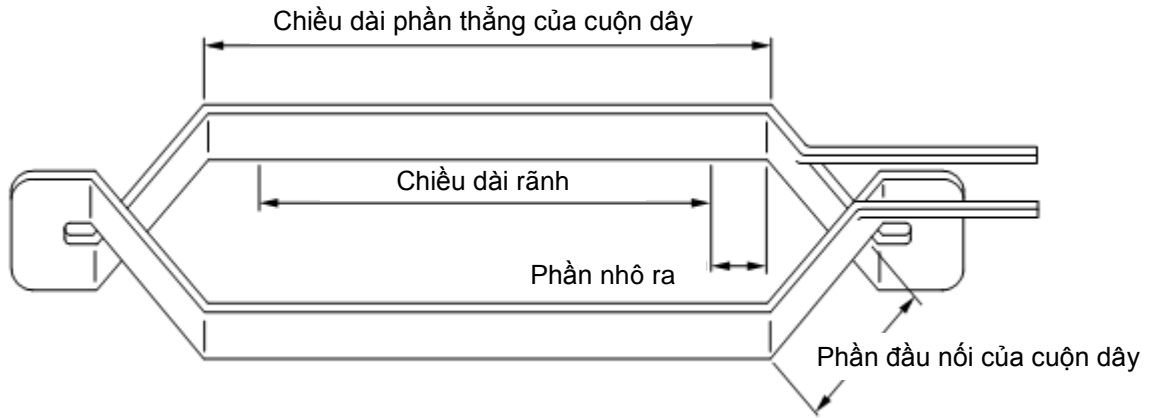 Chiều dài phần thẳng của cuộn dây
Chiều dài rãnh
Phần nhô ra
Phần đầu nối của cuộn dây